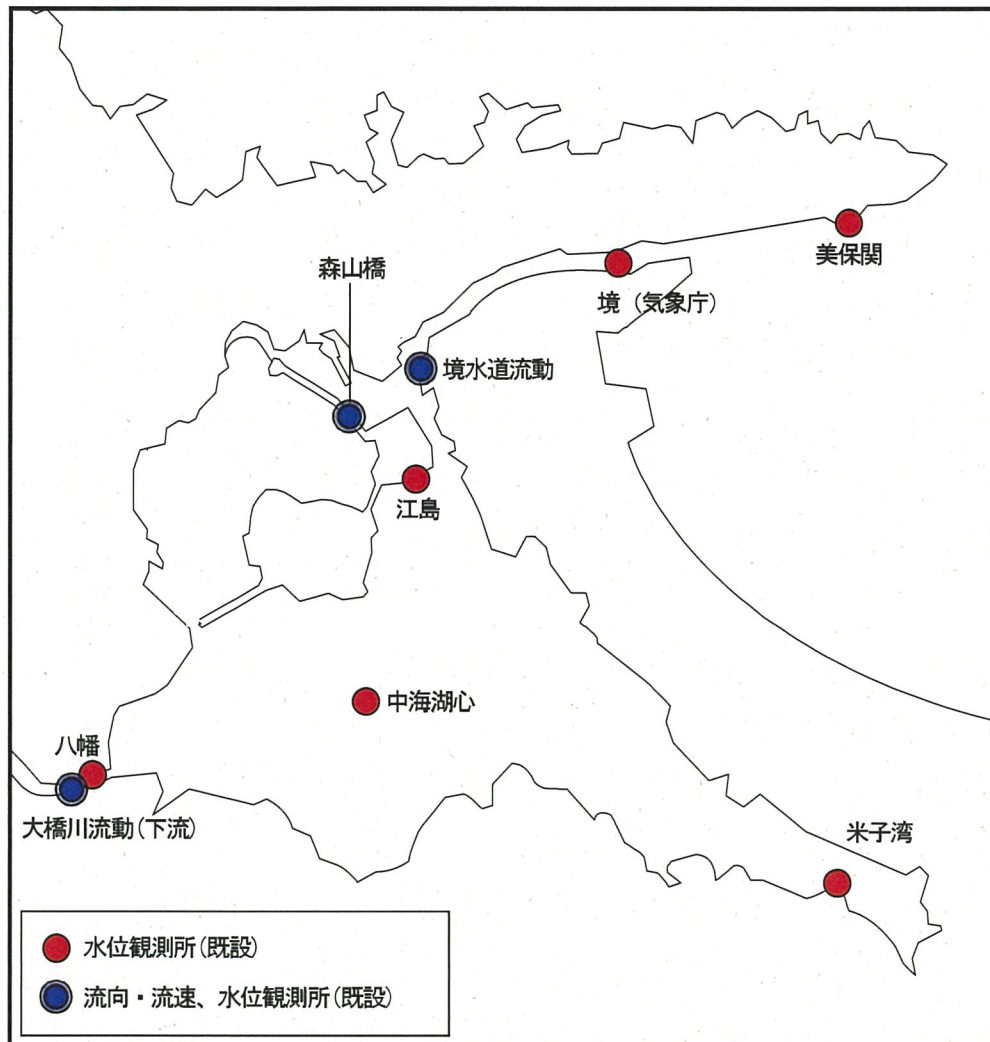 美保関
森山橋
境(気象庁)
境水道流動
江島
中海湖心
八幡
大橋川流動(下流)
米子湾
水位観測所(既設)
流向・流速、水位観測所(既設)